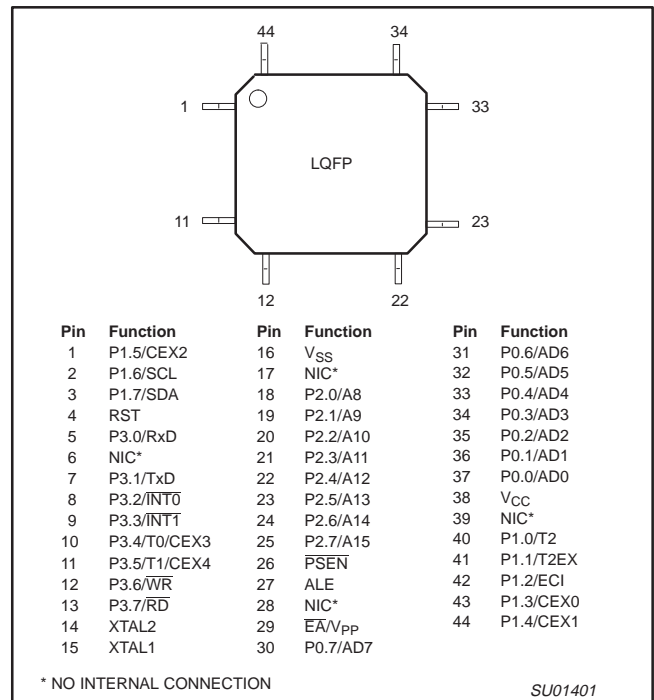 44 34
1 33
LQFP
11 23
12 22
Pin Function
1 P1.5/CEX2
2 P1.6/SCL
3 P1.7/SDA
4 RST
5 P3.0/RxD
6 NIC*
7 P3.1/TxD
8 P3.2/I̅N̅T̅0̅
9 P3.3/I̅N̅T̅1̅
10 P3.4/T0/CEX3
11 P3.5/T1/CEX4
12 P3.6/W̅R̅
13 P3.7/R̅D̅
14 XTAL2
15 XTAL1
Pin Function
16 VSS
17 NIC*
18 P2.0/A8
19 P2.1/A9
20 P2.2/A10
21 P2.3/A11
22 P2.4/A12
23 P2.5/A13
24 P2.6/A14
25 P2.7/A15
26 P̅S̅E̅N̅
27 ALE
28 NIC*
29 E̅A̅/VPP
30 P0.7/AD7
Pin Function
31 P0.6/AD6
32 P0.5/AD5
33 P0.4/AD4
34 P0.3/AD3
35 P0.2/AD2
36 P0.1/AD1
37 P0.0/AD0
38 VCC
39 NIC*
40 P1.0/T2
41 P1.1/T2EX
42 P1.2/ECI
43 P1.3/CEX0
44 P1.4/CEX1
* NO INTERNAL CONNECTION
SU01401